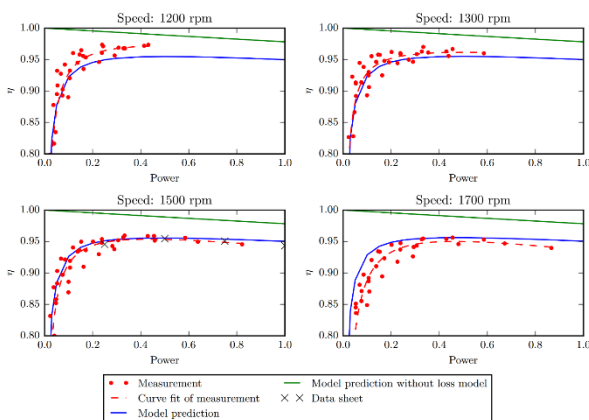 Speed: 1200 rpm
Speed: 1300 rpm
1.00
0.95
0.90
0.85
0.80
η
0.0 0.2 0.4 0.6 0.8 1.0
Power
1.00
0.95
0.90
0.85
0.80
η
0.0 0.2 0.4 0.6 0.8 1.0
Power
Speed: 1500 rpm
Speed: 1700 rpm
1.00
0.95
0.90
0.85
0.80
η
0.0 0.2 0.4 0.6 0.8 1.0
Power
1.00
0.95
0.90
0.85
0.80
η
0.0 0.2 0.4 0.6 0.8 1.0
Power
Measurement
Curve fit of measurement
Model prediction
Model prediction without loss model
Data sheet